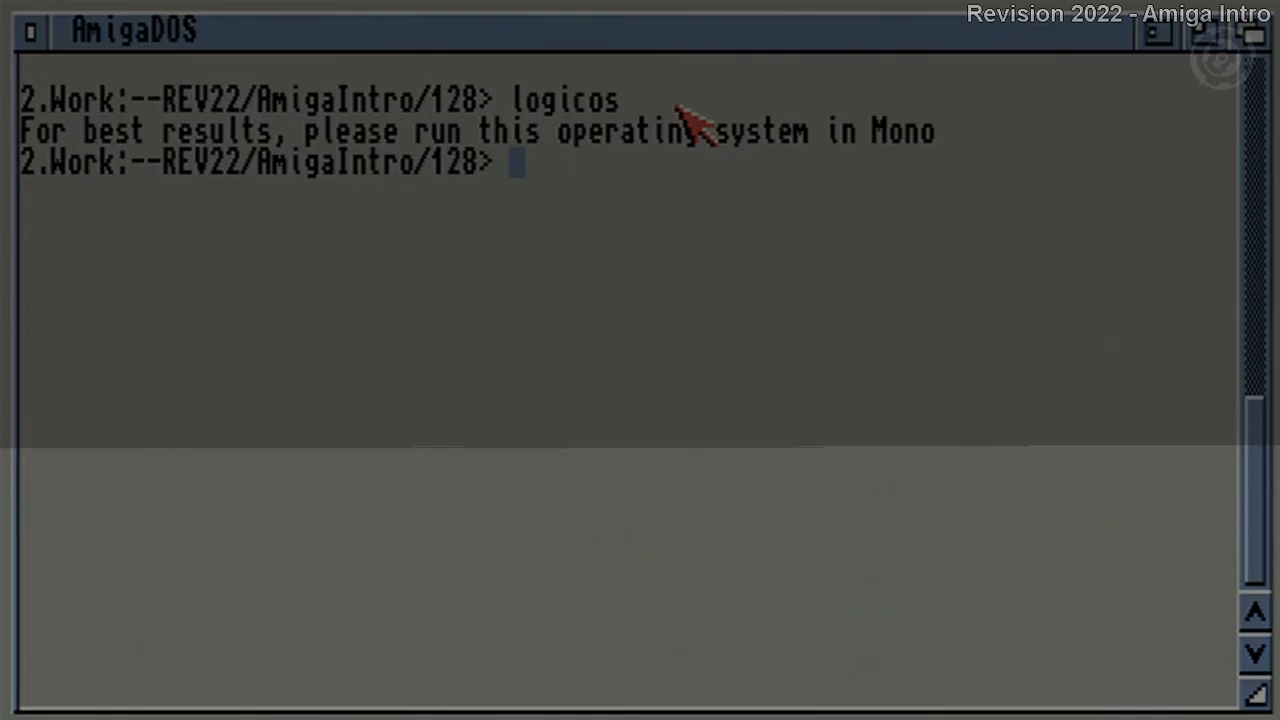 Revision 2022 - Amiga Intro
AmigaDOS
2.Work:--REV22/AmigaIntro/128> logicos
For best results, please run this operating system in Mono
2.Work:--REV22/AmigaIntro/128>